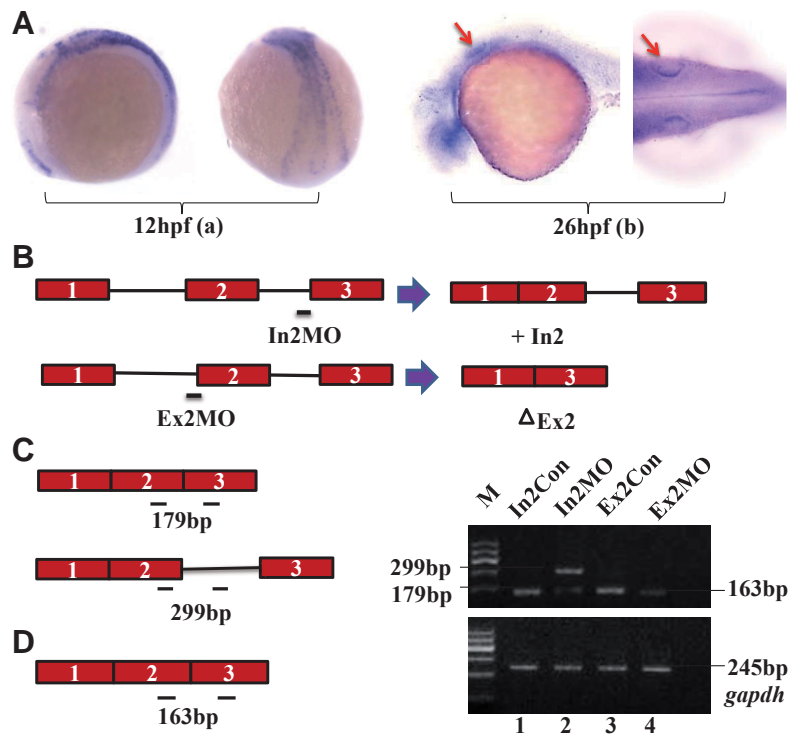 A
12hpf (a)
26hpf (b)
B
1 2 3
In2MO
1 2 3
+ In2
1 2 3
Ex2MO
1 3
Δ Ex2
C
1 2 3
179bp
1 2 3
299bp
D
1 2 3
163bp
M In2Con In2MO Ex2Con Ex2MO
299bp
179bp
163bp
245bp
gapdh
1 2 3 4